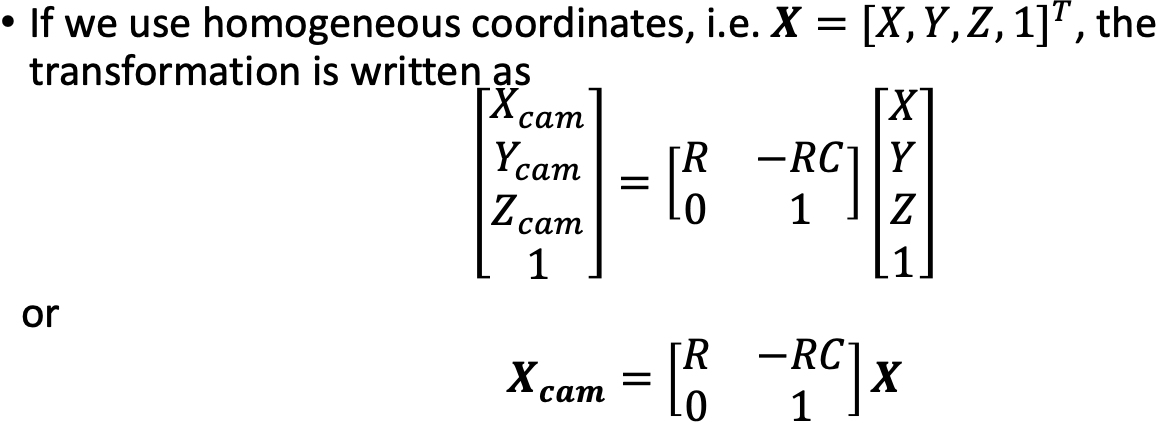 • If we use homogeneous coordinates, i.e. X = [X, Y, Z, 1]^T, the
transformation is written as
[X_cam; Y_cam; Z_cam; 1] = [R −RC; 0 1] [X; Y; Z; 1]
or
X_cam = [R −RC; 0 1] X